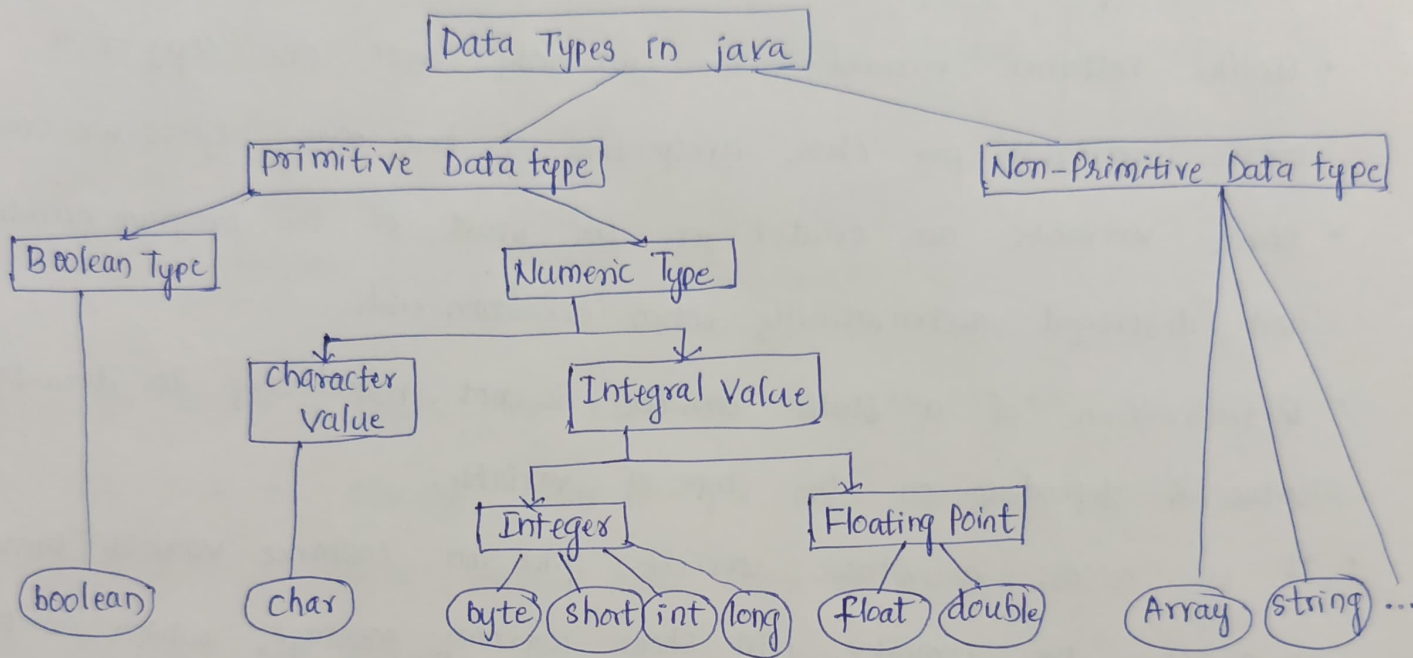 Data Types in java
primitive Data type
Non-Primitive Data type
Boolean Type
Numeric Type
Character
value
Integral Value
Integer
Floating Point
boolean
char
byte
short
int
long
float
double
Array
string
...